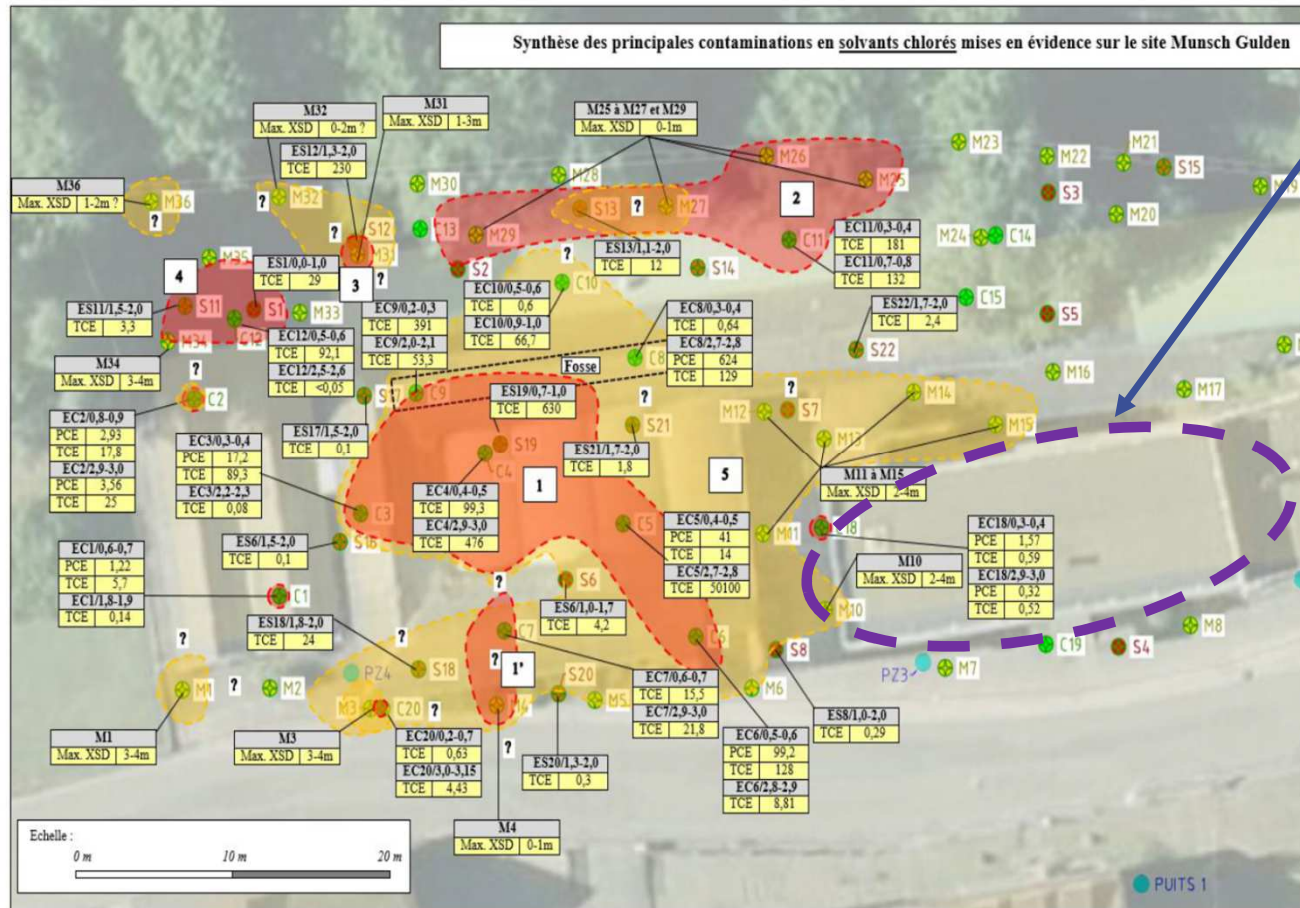 Synthèse des principales contaminations en solvants chlorés mises en évidence sur le site Munsch Gulden
M32
Max. XSD 0-2m ?
M31
Max. XSD 1-3m
M25 à M27 et M29
Max. XSD 0-1m
ES12/1,3-2,0
TCE 230
M36
Max. XSD 1-2m ?
M36
?
?
M32
M30
M28
M26
M25
M23
M22
M21
S15
S3
M20
M24
C14
S12
M31
?
?
C13
M29
S13
?
M27
2
C11
EC11/0,3-0,4
TCE 181
EC11/0,7-0,8
TCE 132
M35
4
ES1/0,0-1,0
TCE 29
3
S2
?
ES13/1,1-2,0
TCE 12
S14
C10
EC10/0,5-0,6
TCE 0,6
EC10/0,9-1,0
TCE 66,7
ES11/1,5-2,0
TCE 3,3
S11
S1
M33
C12
M34
EC9/0,2-0,3
TCE 391
EC9/2,0-2,1
TCE 53,3
EC8/0,3-0,4
TCE 0,64
EC8/2,7-2,8
PCE 624
TCE 129
ES22/1,7-2,0
TCE 2,4
C15
S5
S22
M16
M17
EC12/0,5-0,6
TCE 92,1
EC12/2,5-2,6
TCE <0,05
M34
Max. XSD 3-4m
?
C2
Fosse
C8
C9
ES19/0,7-1,0
TCE 630
?
S21
M12
?
S7
M14
M13
M15
EC2/0,8-0,9
PCE 2,93
TCE 17,8
EC2/2,9-3,0
PCE 3,56
TCE 25
EC3/0,3-0,4
PCE 17,2
TCE 89,3
EC3/2,2-2,3
TCE 0,08
ES17/1,5-2,0
TCE 0,1
S19
C4
1
ES21/1,7-2,0
TCE 1,8
5
M11 à M15
Max. XSD 2-4m
EC4/0,4-0,5
TCE 99,3
EC4/2,9-3,0
TCE 476
C3
C5
M11
EC5/0,4-0,5
PCE 41
TCE 14
EC5/2,7-2,8
TCE 50100
EC18/0,3-0,4
PCE 1,57
TCE 0,59
EC18/2,9-3,0
PCE 0,32
TCE 0,52
EC1/0,6-0,7
PCE 1,22
TCE 5,7
EC1/1,8-1,9
TCE 0,14
ES6/1,5-2,0
TCE 0,1
M10
Max. XSD 2-4m
M10
C1
?
S6
ES6/1,0-1,7
TCE 4,2
ES18/1,8-2,0
TCE 24
?
C7
?
1'
C6
?
S8
PZ3
M7
C19
S4
M8
M1
?
M2
PZ4
S18
M3
C20
?
M4
S20
M5
M6
EC7/0,6-0,7
TCE 15,5
EC7/2,9-3,0
TCE 21,8
ES8/1,0-2,0
TCE 0,29
M1
Max. XSD 3-4m
M3
Max. XSD 3-4m
EC20/0,2-0,7
TCE 0,63
EC20/3,0-3,15
TCE 4,43
?
ES20/1,3-2,0
TCE 0,3
EC6/0,5-0,6
PCE 99,2
TCE 128
EC6/2,8-2,9
TCE 8,81
M4
Max. XSD 0-1m
Echelle :
0 m 10 m 20 m
PUITS 1